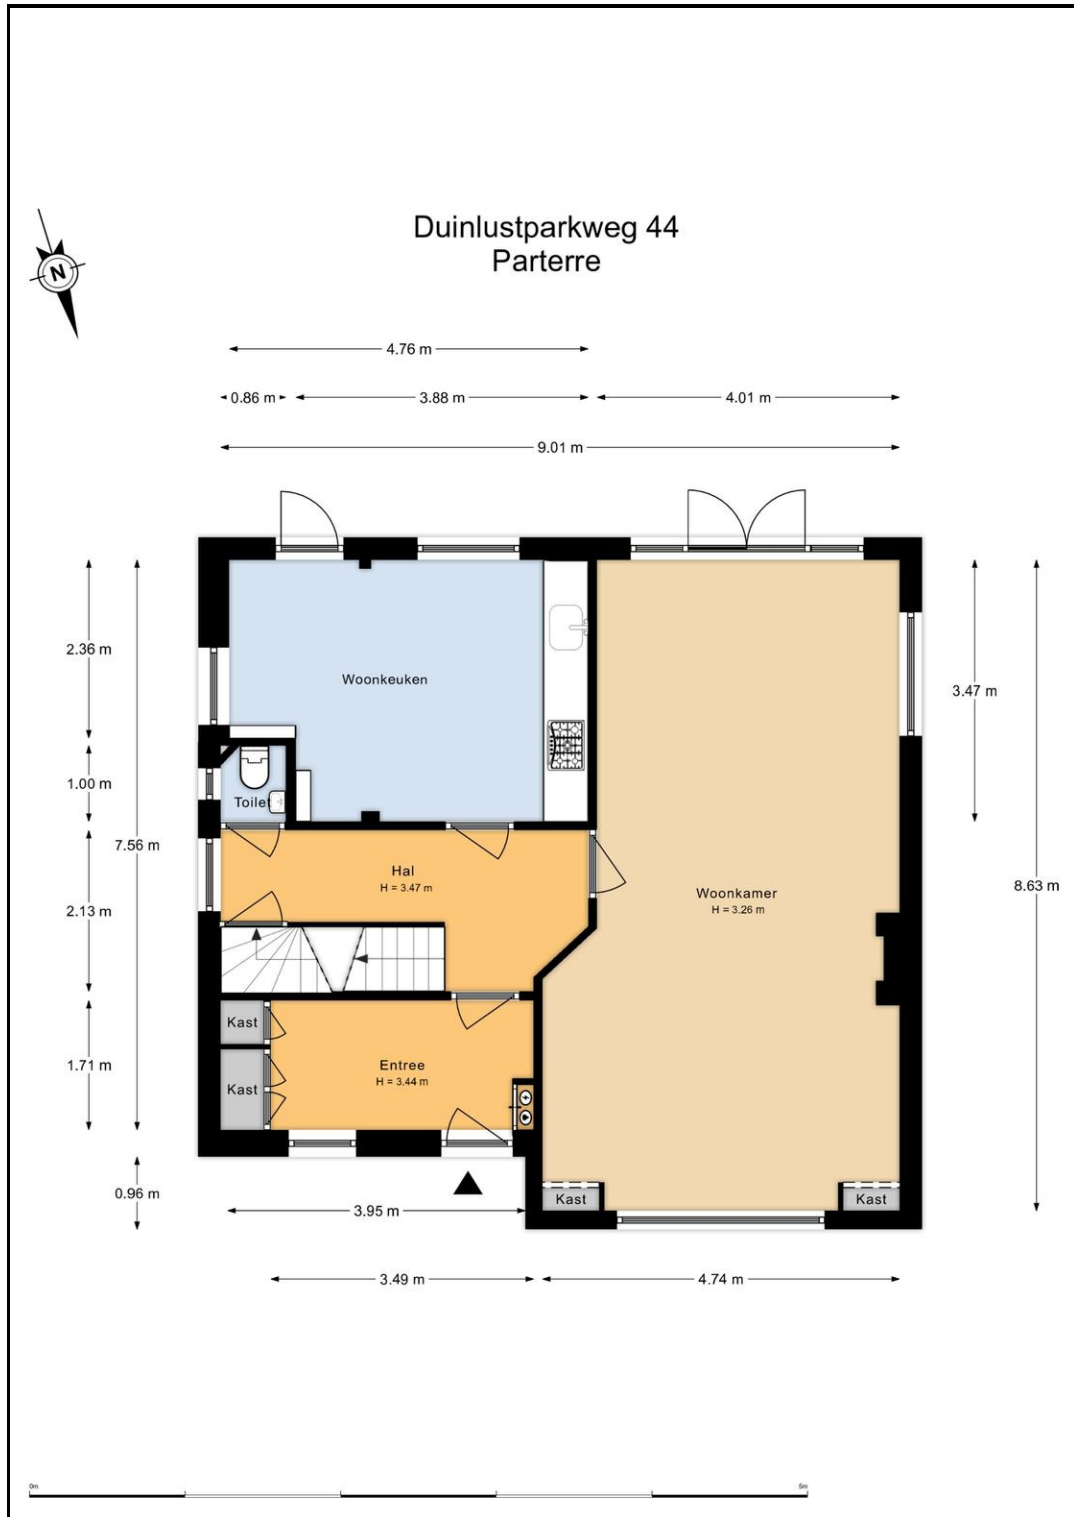 Duinlustparkweg 44
Parterre
N
4.76 m
0.86 m
3.88 m
4.01 m
9.01 m
2.36 m
1.00 m
7.56 m
2.13 m
1.71 m
0.96 m
3.47 m
8.63 m
Woonkeuken
Toilet
Hal
H = 3.47 m
Woonkamer
H = 3.26 m
Kast
Kast
Entree
H = 3.44 m
Kast
Kast
3.95 m
3.49 m
4.74 m
0m
5m